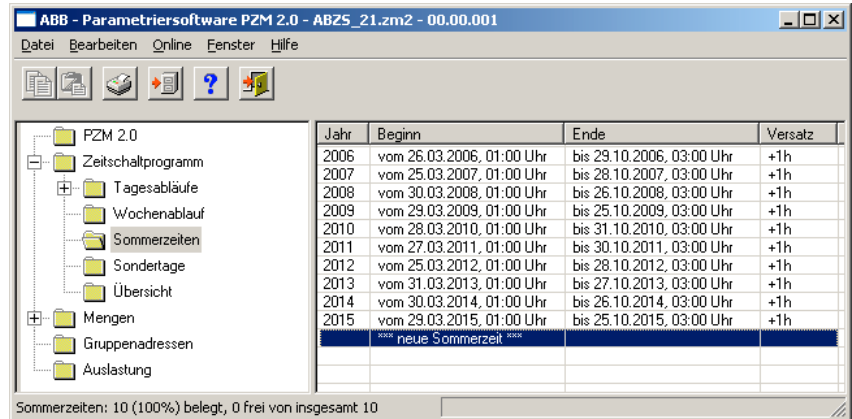 ABB - Parametriersoftware PZM 2.0 - ABZS_21.zm2 - 00.00.001
Datei Bearbeiten Online Fenster Hilfe
PZM 2.0
Zeitschaltprogramm
Tagesabläufe
Wochenablauf
Sommerzeiten
Sondertage
Übersicht
Mengen
Gruppenadressen
Auslastung
Jahr Beginn Ende Versatz
2006 vom 26.03.2006, 01:00 Uhr bis 29.10.2006, 03:00 Uhr +1h
2007 vom 25.03.2007, 01:00 Uhr bis 28.10.2007, 03:00 Uhr +1h
2008 vom 30.03.2008, 01:00 Uhr bis 26.10.2008, 03:00 Uhr +1h
2009 vom 29.03.2009, 01:00 Uhr bis 25.10.2009, 03:00 Uhr +1h
2010 vom 28.03.2010, 01:00 Uhr bis 31.10.2010, 03:00 Uhr +1h
2011 vom 27.03.2011, 01:00 Uhr bis 30.10.2011, 03:00 Uhr +1h
2012 vom 25.03.2012, 01:00 Uhr bis 28.10.2012, 03:00 Uhr +1h
2013 vom 31.03.2013, 01:00 Uhr bis 27.10.2013, 03:00 Uhr +1h
2014 vom 30.03.2014, 01:00 Uhr bis 26.10.2014, 03:00 Uhr +1h
2015 vom 29.03.2015, 01:00 Uhr bis 25.10.2015, 03:00 Uhr +1h
*** neue Sommerzeit ***
Sommerzeiten: 10 (100%) belegt, 0 frei von insgesamt 10